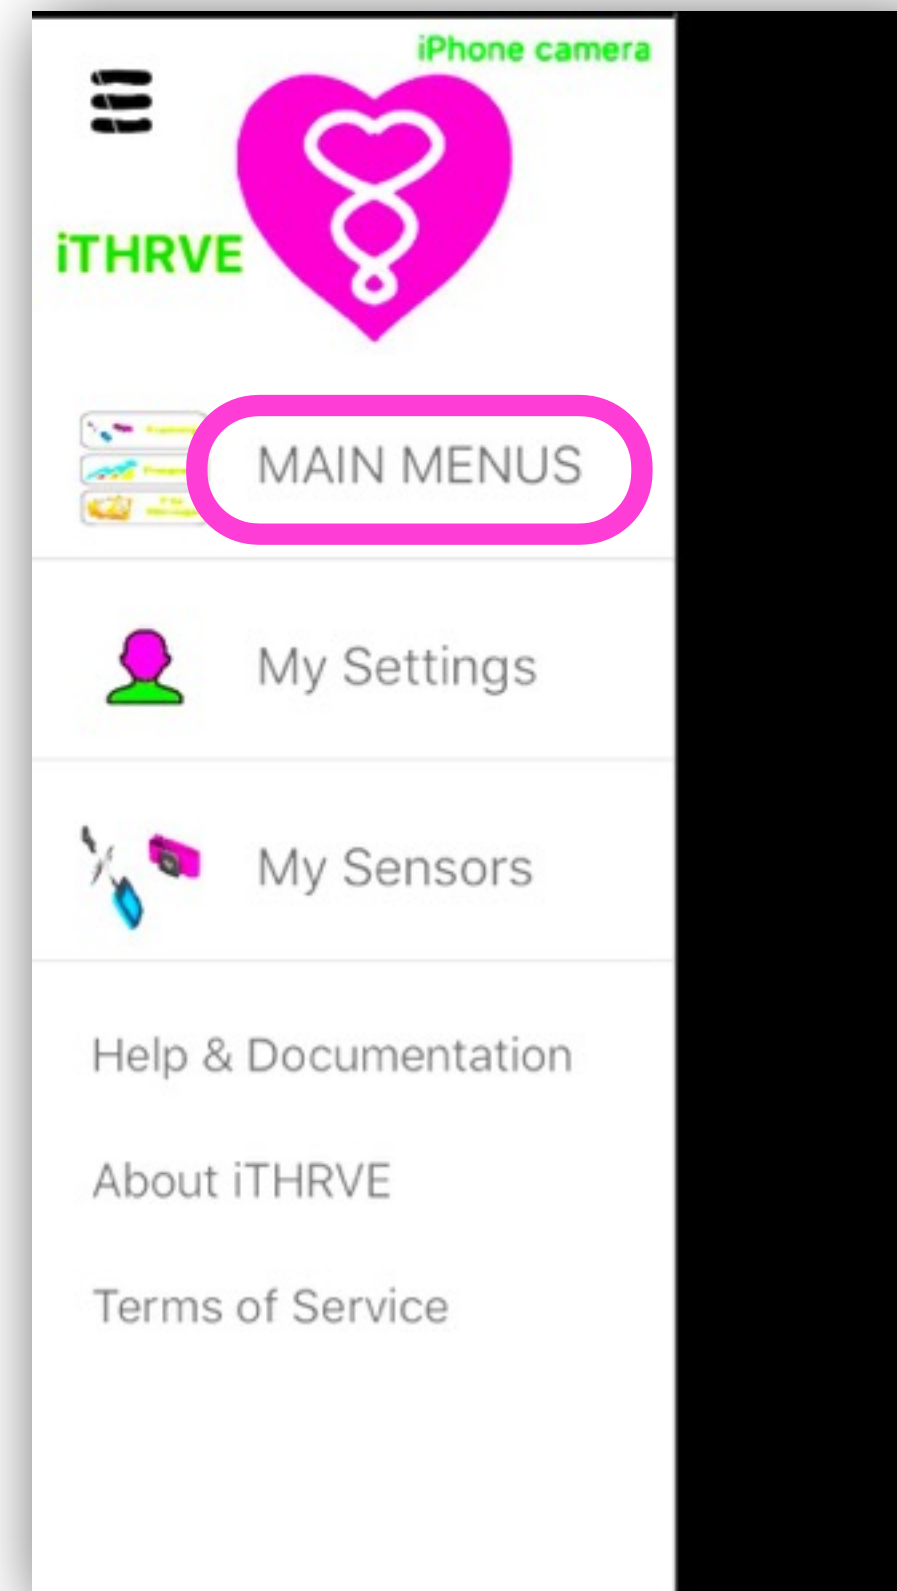 iPhone camera
iTHRVE
MAIN MENUS
My Settings
My Sensors
Help & Documentation
About iTHRVE
Terms of Service